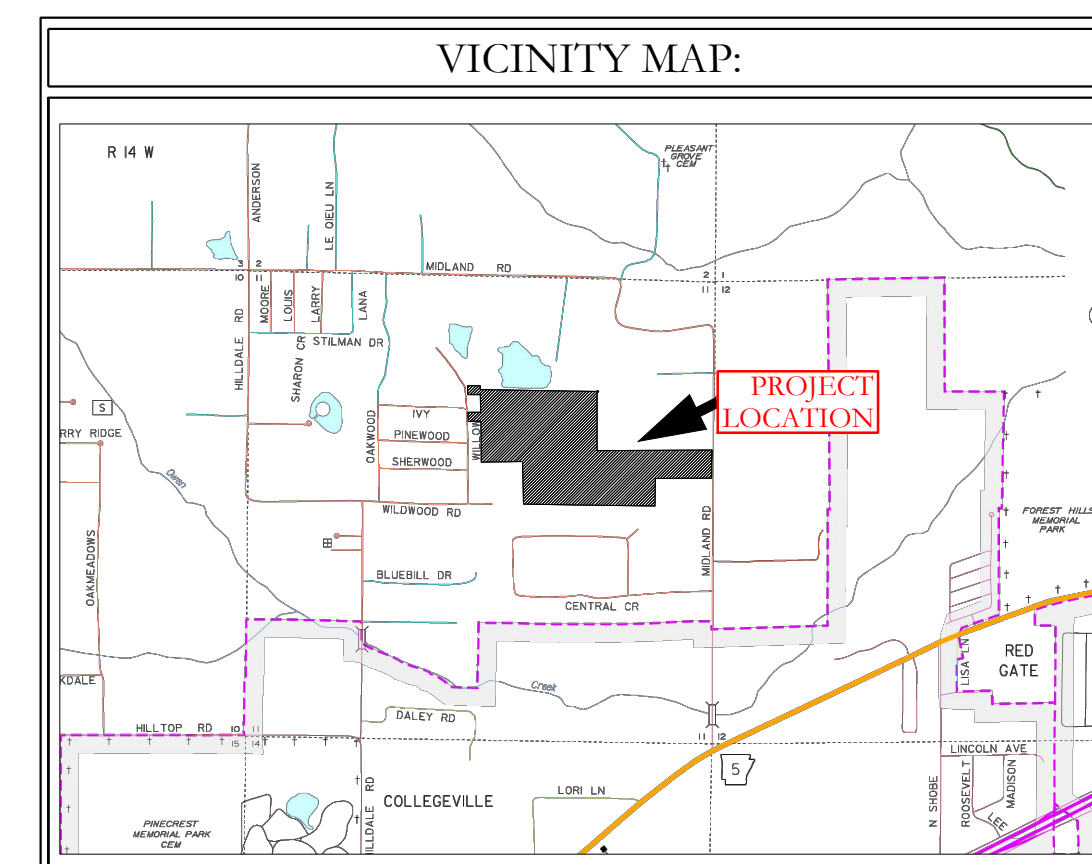 VICINITY MAP:
R 14 W
PLEASANT
GROVE
CEM
ANDERSON
LE QIEU LN
3 2
10 11
MIDLAND RD
2 1
11 12
MOORE
LOUIS
LARRY
LANA
HILLDALE RD
SHARON CR
STILMAN DR
PROJECT
LOCATION
S
RRY RIDGE
OAKWOOD
IVY
PINEWOOD
SHERWOOD
WILLOW
WILDWOOD RD
Owen
OAKMEADOWS
MIDLAND RD
FOREST HILLS
MEMORIAL
PARK
BLUEBILL DR
CENTRAL CR
LISA LN
RED
GATE
KDALE
Creek
DALEY RD
HILLTOP RD
10 11
15 14
11 12
5
LINCOLN AVE
HILLDALE RD
COLLEGEVILLE
LORI LN
N SHOBE
ROOSEVELT
MADISON
LEE
PINECREST
MEMORIAL PARK
CEM